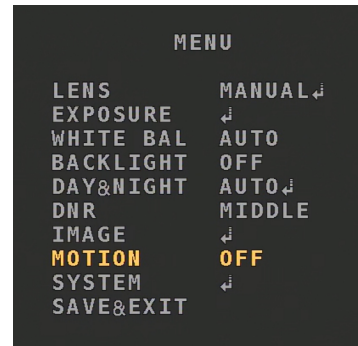 MENU
LENS MANUAL↲
EXPOSURE ↲
WHITE BAL AUTO
BACKLIGHT OFF
DAY&NIGHT AUTO↲
DNR MIDDLE
IMAGE ↲
MOTION OFF
SYSTEM ↲
SAVE&EXIT